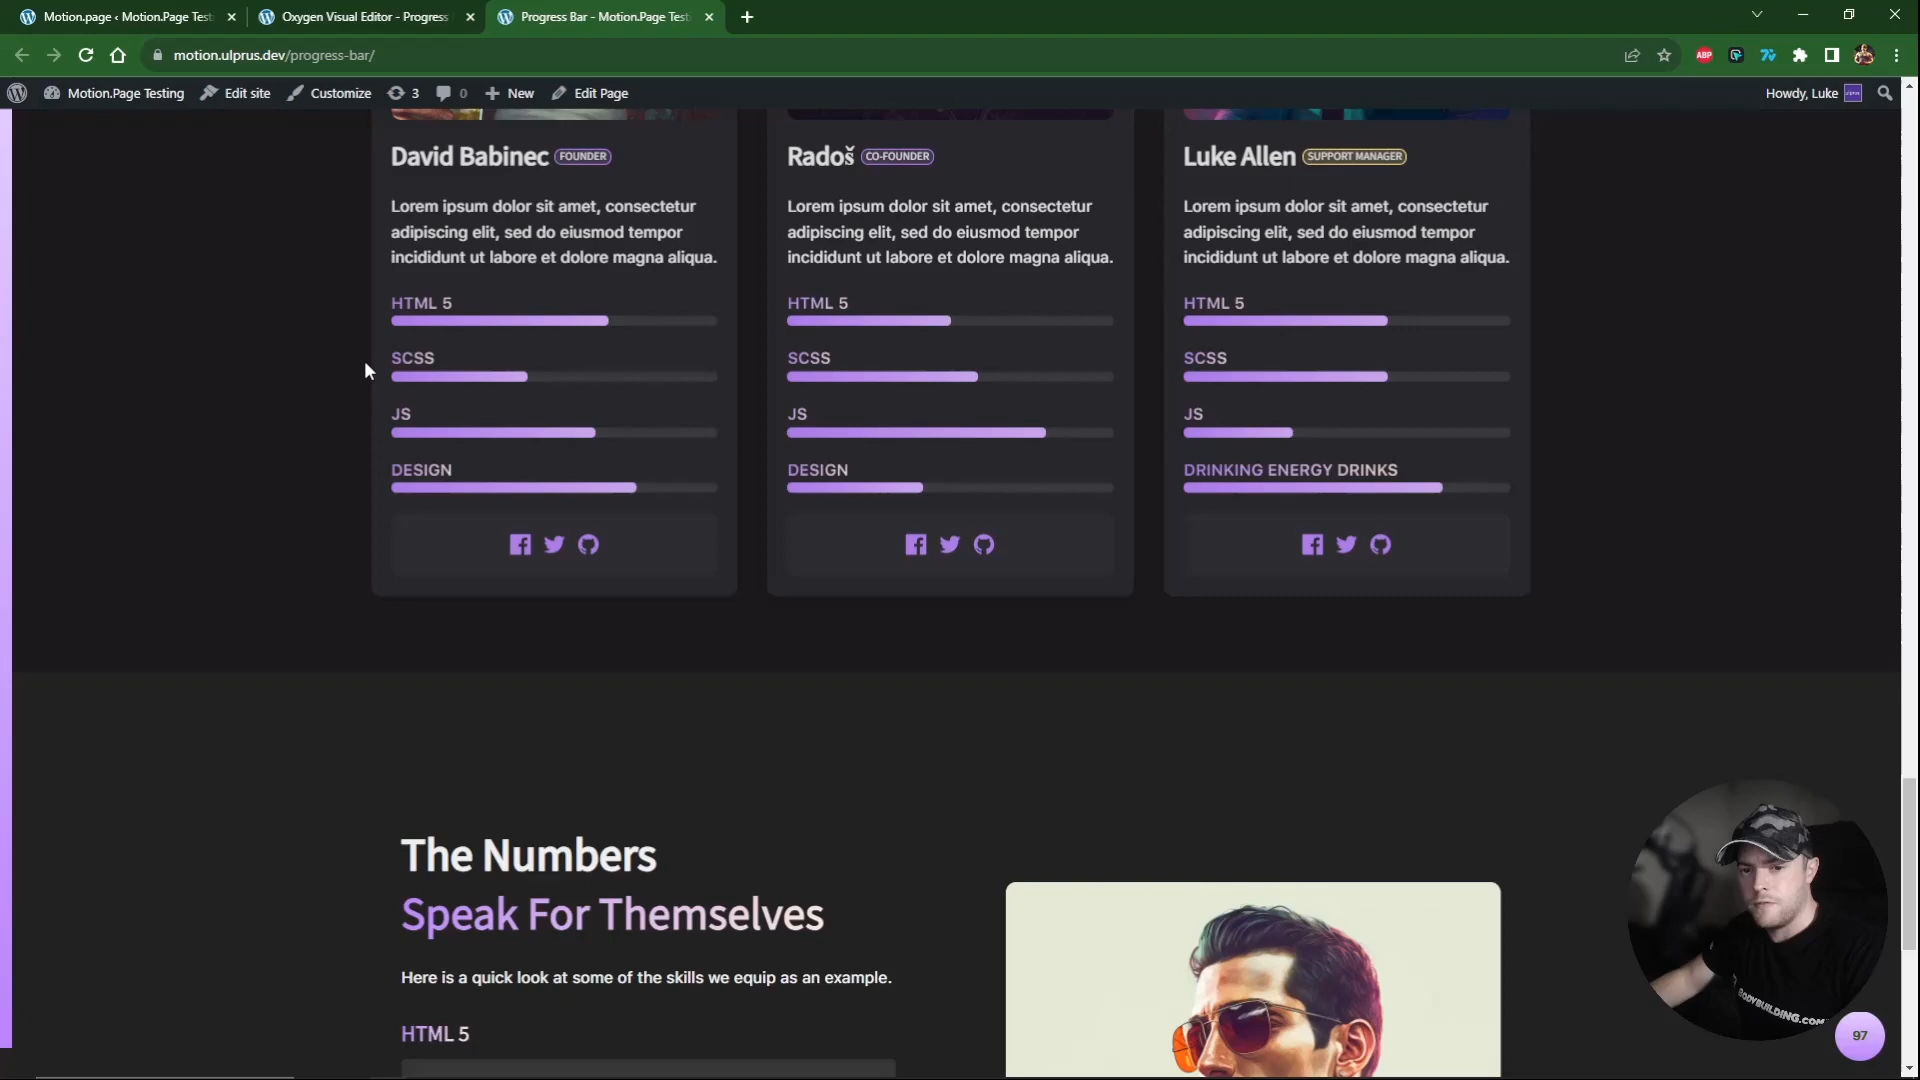 Motion.page ‹ Motion.Page Test
Oxygen Visual Editor - Progress
Progress Bar - Motion.Page Test
motion.ulprus.dev/progress-bar/
ABP
Motion.Page Testing
Edit site
Customize
3
0
New
Edit Page
Howdy, Luke
David Babinec FOUNDER
Lorem ipsum dolor sit amet, consectetur
adipiscing elit, sed do eiusmod tempor
incididunt ut labore et dolore magna aliqua.
HTML 5
SCSS
JS
DESIGN
Radoš CO-FOUNDER
Lorem ipsum dolor sit amet, consectetur
adipiscing elit, sed do eiusmod tempor
incididunt ut labore et dolore magna aliqua.
HTML 5
SCSS
JS
DESIGN
Luke Allen SUPPORT MANAGER
Lorem ipsum dolor sit amet, consectetur
adipiscing elit, sed do eiusmod tempor
incididunt ut labore et dolore magna aliqua.
HTML 5
SCSS
JS
DRINKING ENERGY DRINKS
The Numbers
Speak For Themselves
Here is a quick look at some of the skills we equip as an example.
HTML 5
BODYBUILDING.COM
97